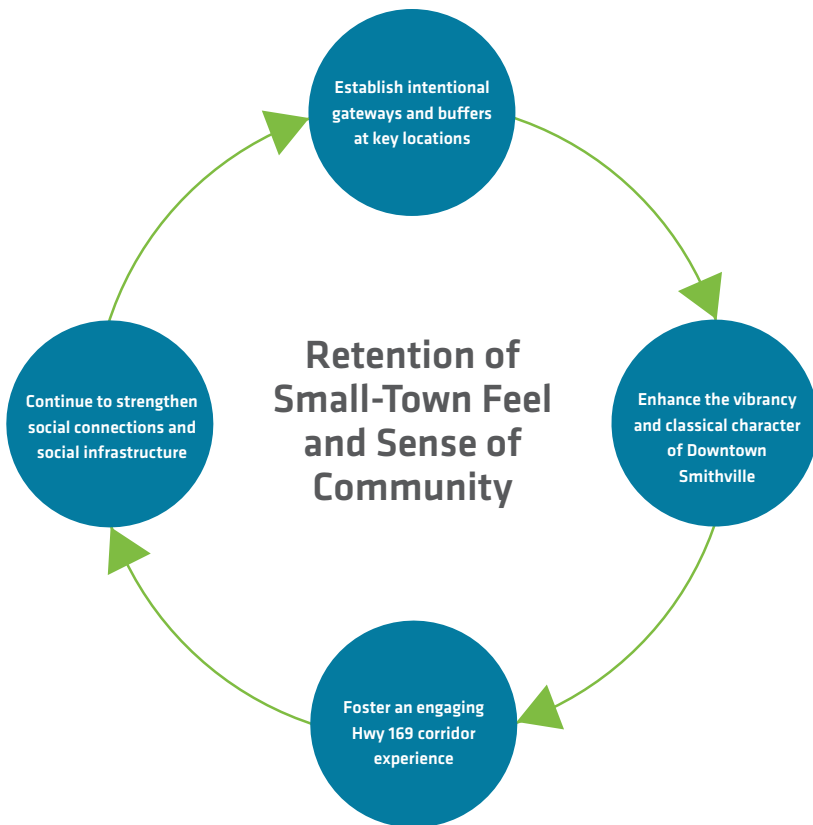 Establish intentional
gateways and buffers
at key locations
Retention of
Small-Town Feel
and Sense of
Community
Continue to strengthen
social connections and
social infrastructure
Enhance the vibrancy
and classical character
of Downtown
Smithville
Foster an engaging
Hwy 169 corridor
experience